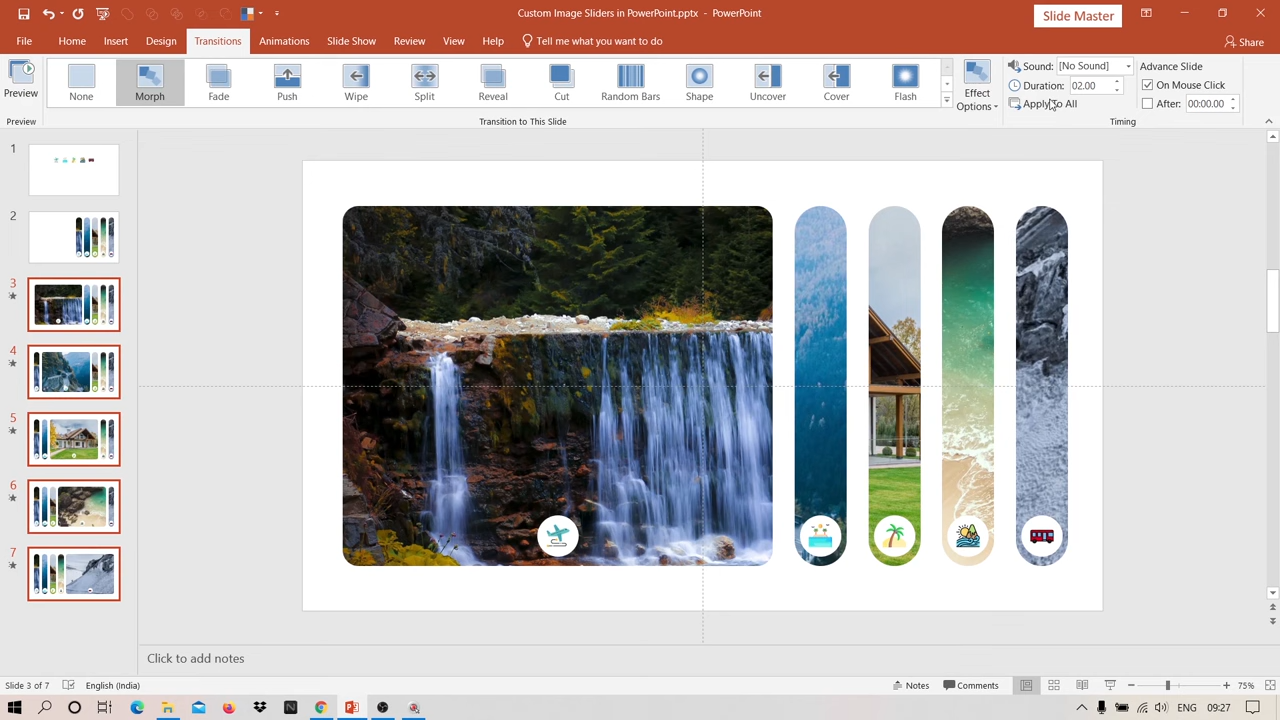 Custom Image Sliders in PowerPoint.pptx - PowerPoint
Slide Master
File Home Insert Design Transitions Animations Slide Show Review View Help Tell me what you want to do
Share
Preview
None Morph Fade Push Wipe Split Reveal Cut Random Bars Shape Uncover Cover Flash
Effect
Options
Sound: [No Sound]
Duration: 02.00
Apply To All
Advance Slide
On Mouse Click
After: 00:00.00
Preview
Transition to This Slide
Timing
1
2
3
4
5
6
7
Click to add notes
Slide 3 of 7 English (India)
Notes Comments 75%
ENG 09:27